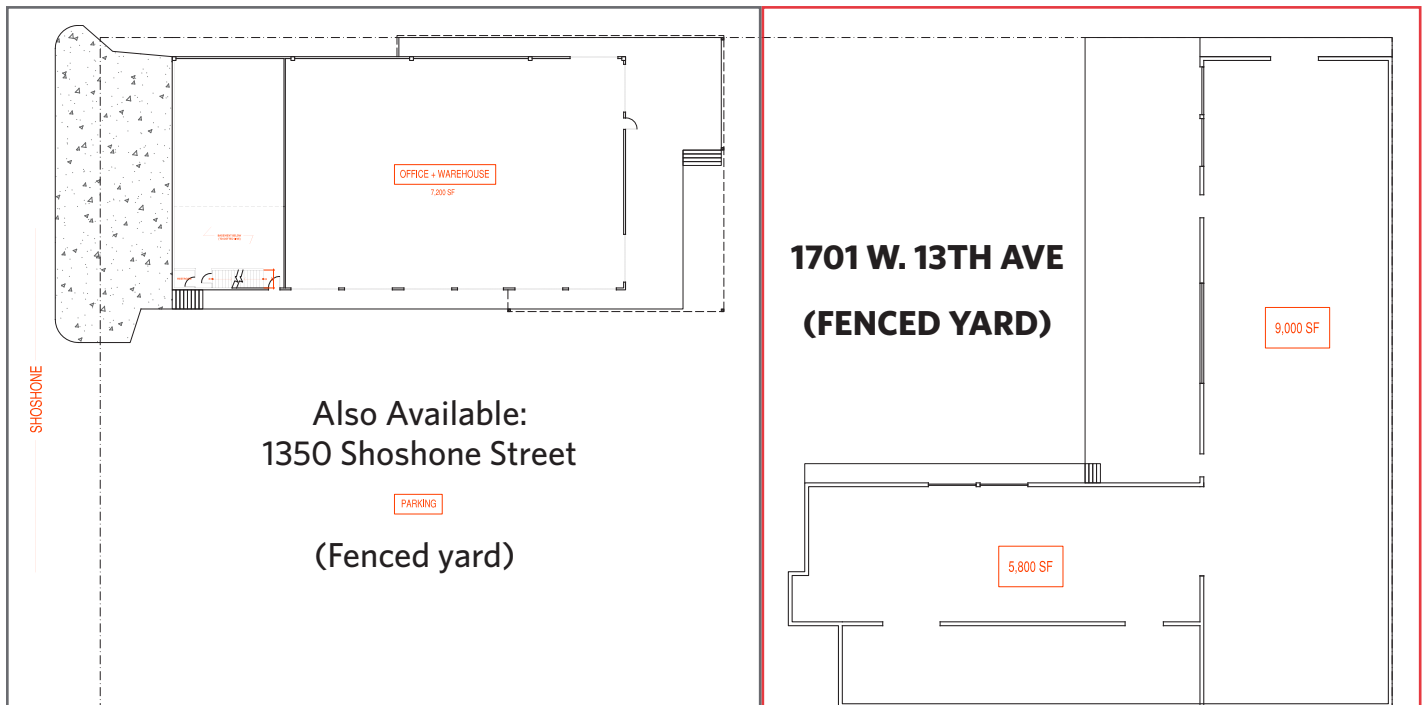 OFFICE + WAREHOUSE
7,200 SF
SHOSHONE
Also Available:
1350 Shoshone Street
PARKING
(Fenced yard)
1701 W. 13TH AVE
(FENCED YARD)
9,000 SF
5,800 SF